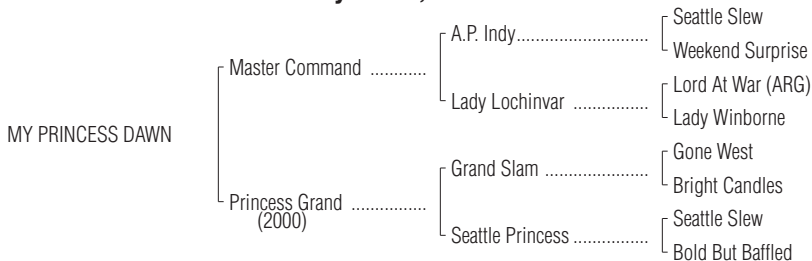 Seattle Slew
A.P. Indy
Weekend Surprise
Master Command
Lord At War (ARG)
Lady Lochinvar
Lady Winborne
MY PRINCESS DAWN
Gone West
Grand Slam
Bright Candles
Princess Grand
(2000)
Seattle Slew
Seattle Princess
Bold But Baffled